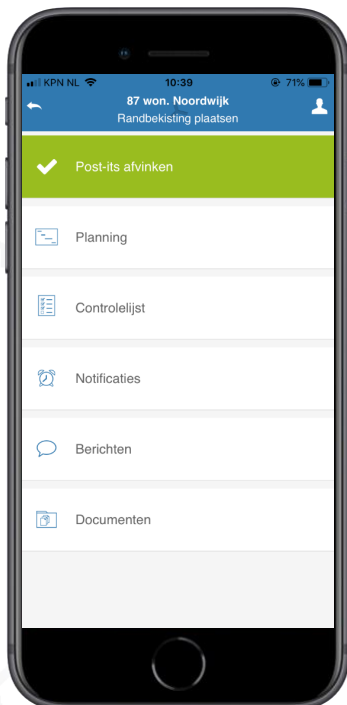 KPN NL 10:39 71%
87 won. Noordwijk
Randbekisting plaatsen
Post-its afvinken
Planning
Controlelijst
Notificaties
Berichten
Documenten